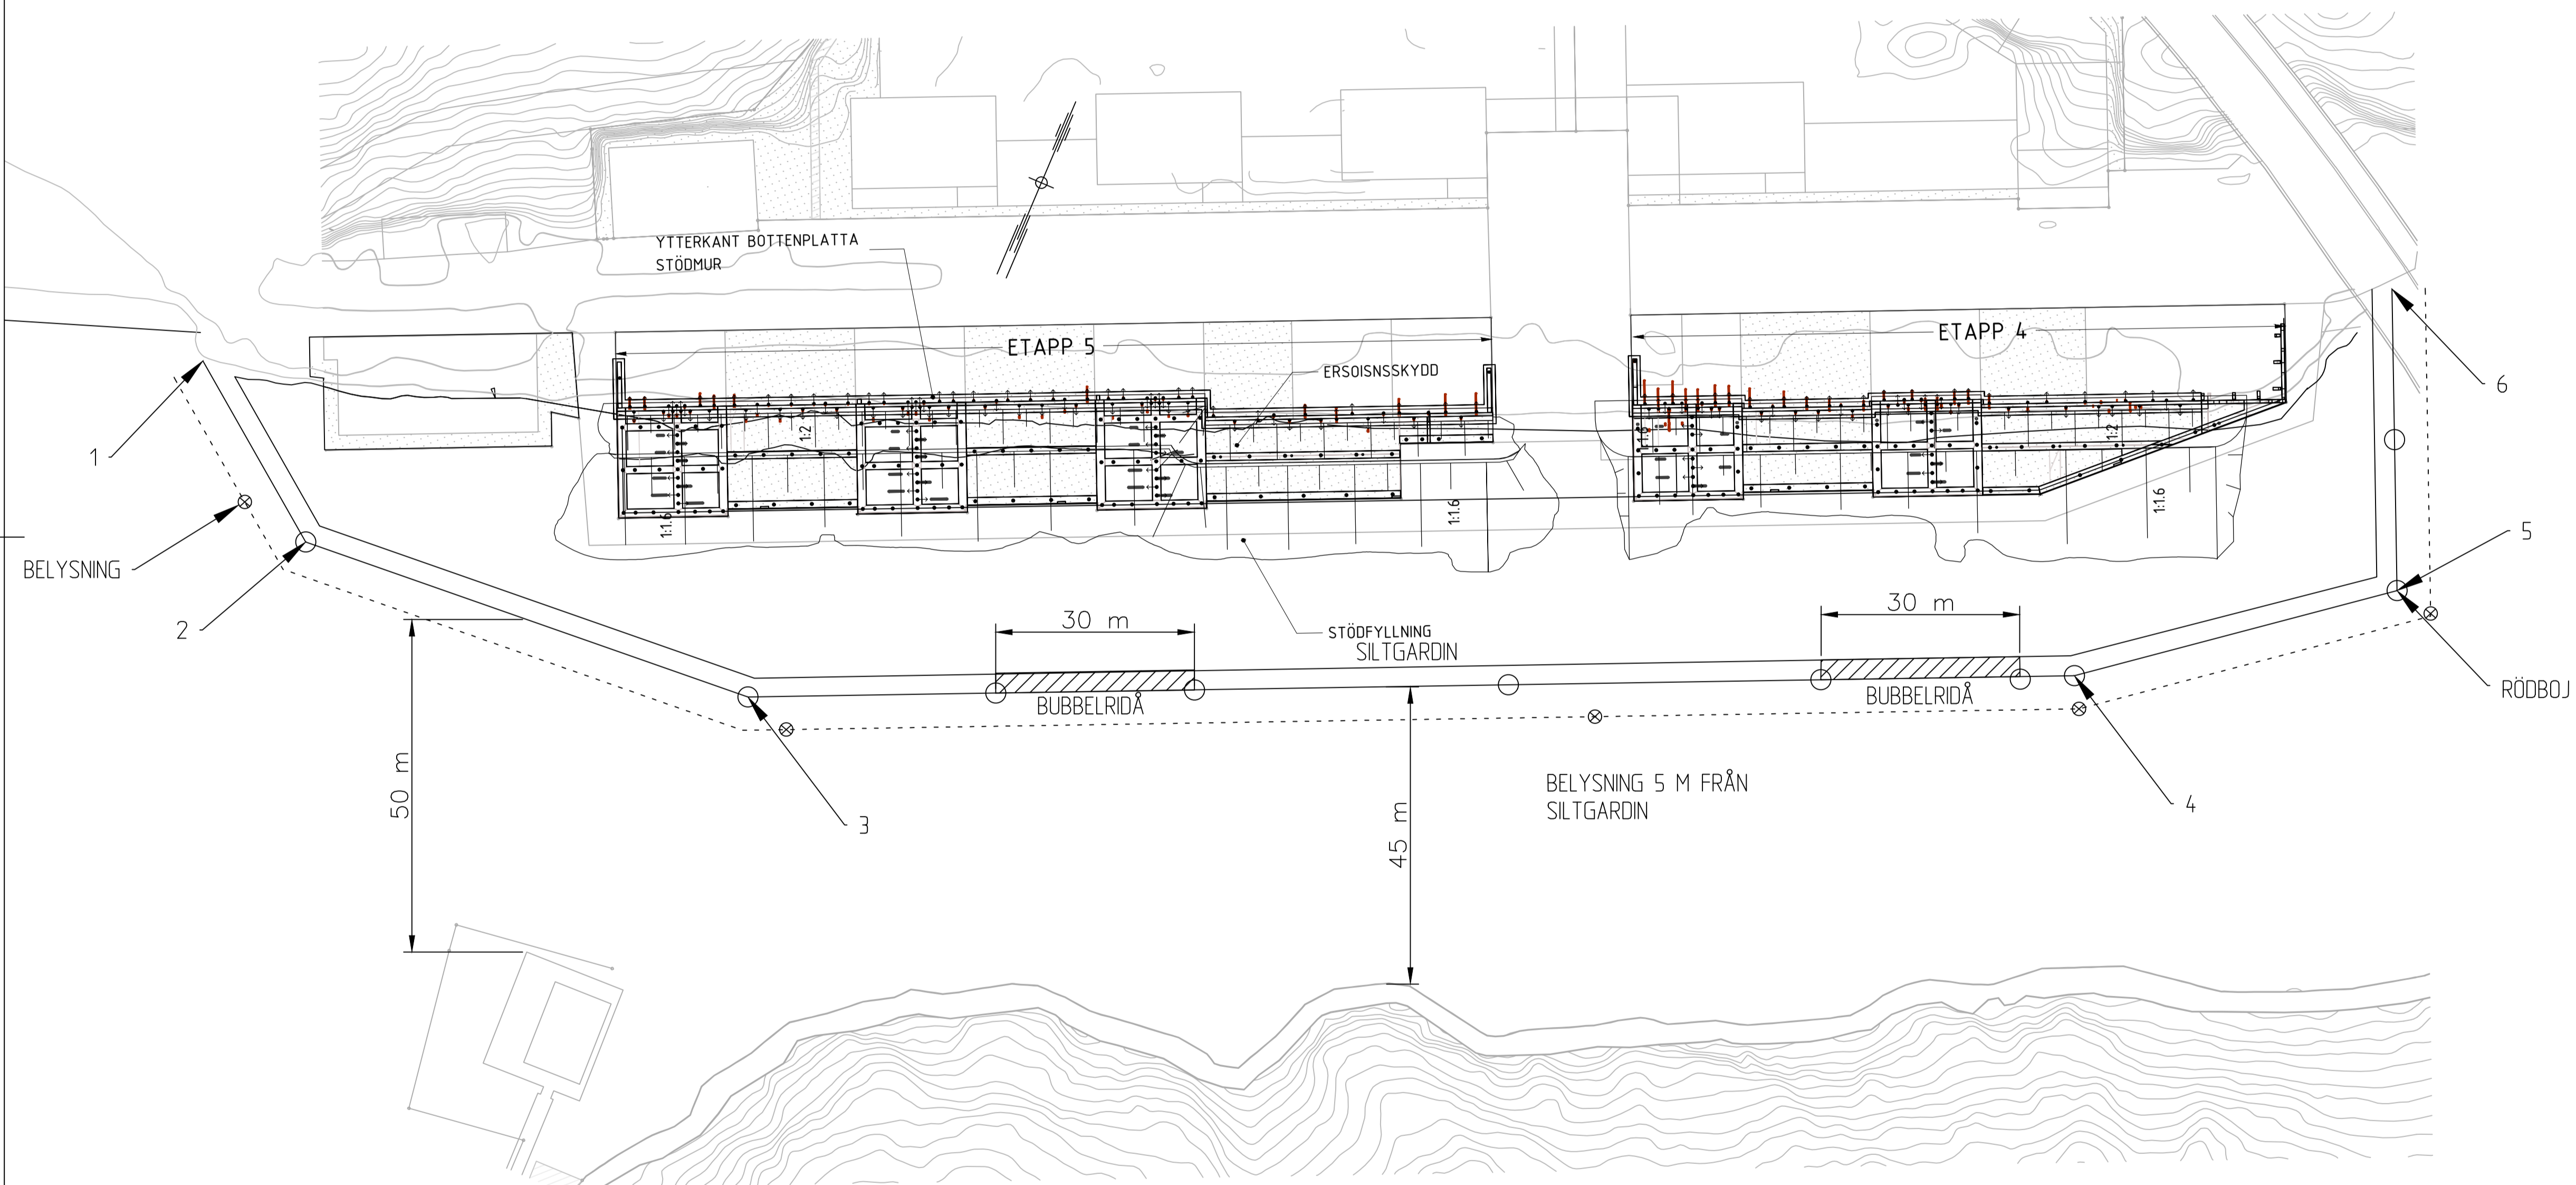 YTTERKANT BOTTENPLATTA
STÖDMUR
ETAPP 5
ETAPP 4
ERSOISNSSKYDD
6
1
1:2
1:6
1:2
1:1.6
1:1.6
1:1.6
5
BELYSNING
2
30 m
30 m
STÖDFYLLNING
SILTGARDIN
RÖDBOJ
BUBBELRIDÅ
BUBBELRIDÅ
50 m
BELYSNING 5 M FRÅN
SILTGARDIN
4
3
45 m